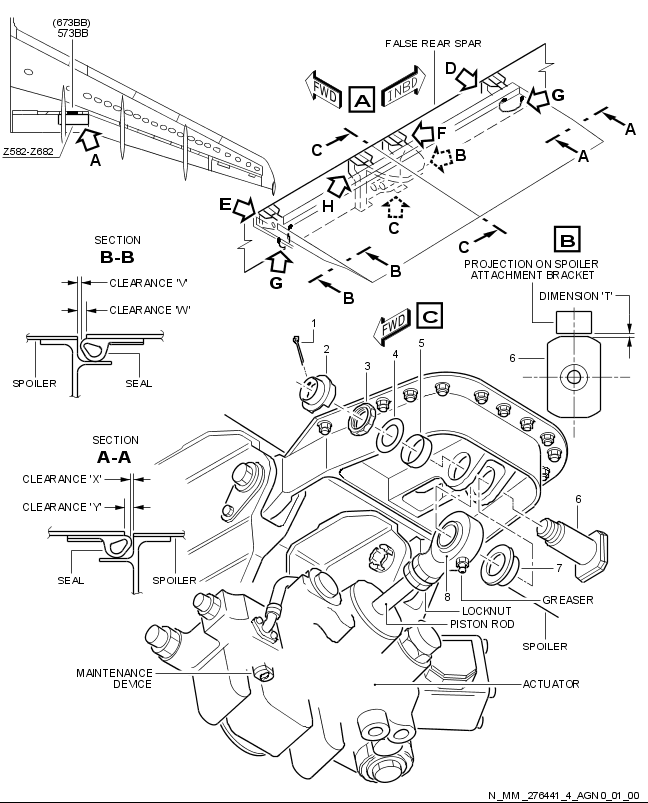 (673BB)
573BB
Z582-Z682
A
FALSE REAR SPAR
FWD
A
INBD
D
G
C
F
B
A
A
H
E
C
C
G
B
B
B
SECTION
B-B
CLEARANCE 'V'
CLEARANCE 'W'
SPOILER
SEAL
PROJECTION ON SPOILER
ATTACHMENT BRACKET
DIMENSION 'T'
6
FWD
C
1
2
3
4
5
SECTION
A-A
CLEARANCE 'X'
CLEARANCE 'Y'
SEAL
SPOILER
6
7
8
GREASER
LOCKNUT
PISTON ROD
SPOILER
MAINTENANCE
DEVICE
ACTUATOR
N_MM_276441_4_AGN0_01_00